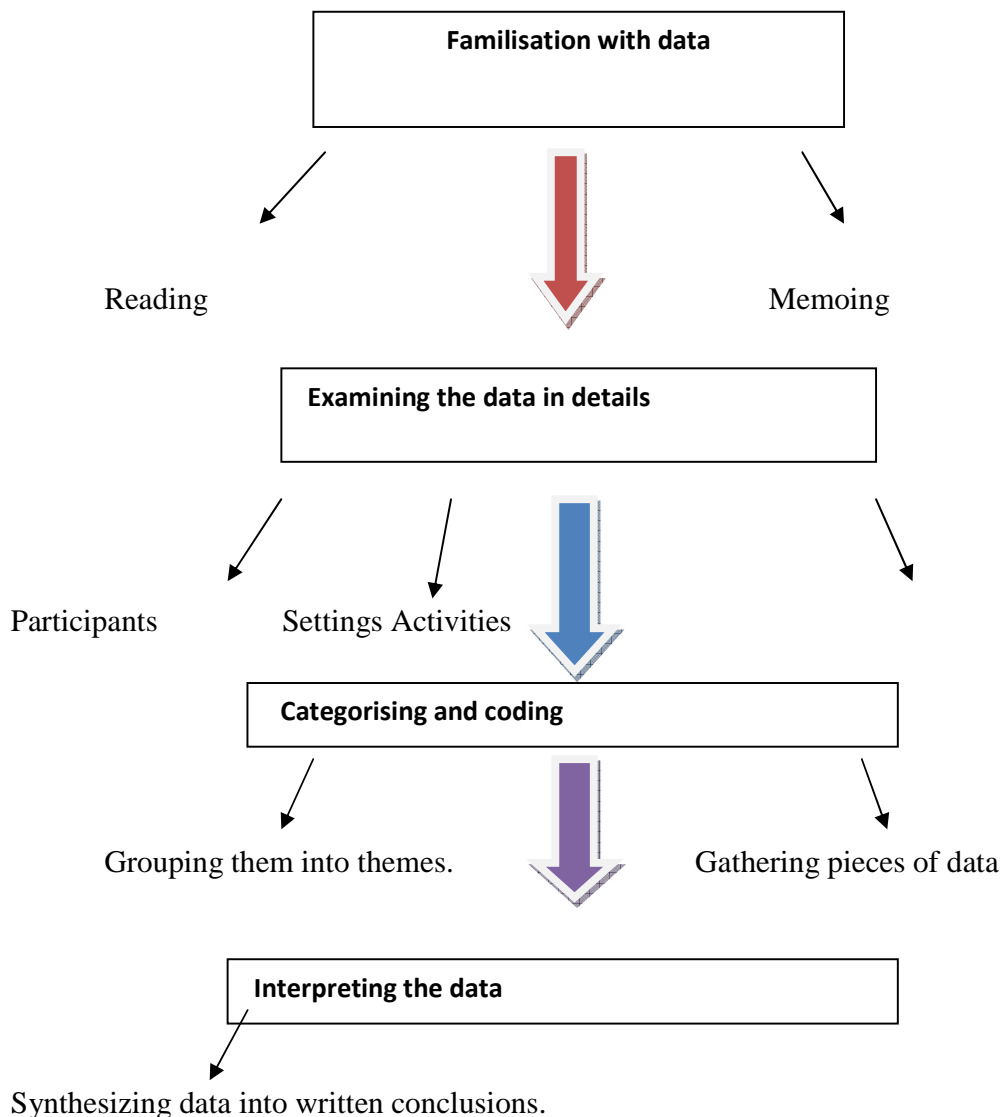 Familisation with data
Reading
Memoing
Examining the data in details
Participants
Settings Activities
Categorising and coding
Grouping them into themes.
Gathering pieces of data
Interpreting the data
Synthesizing data into written conclusions.